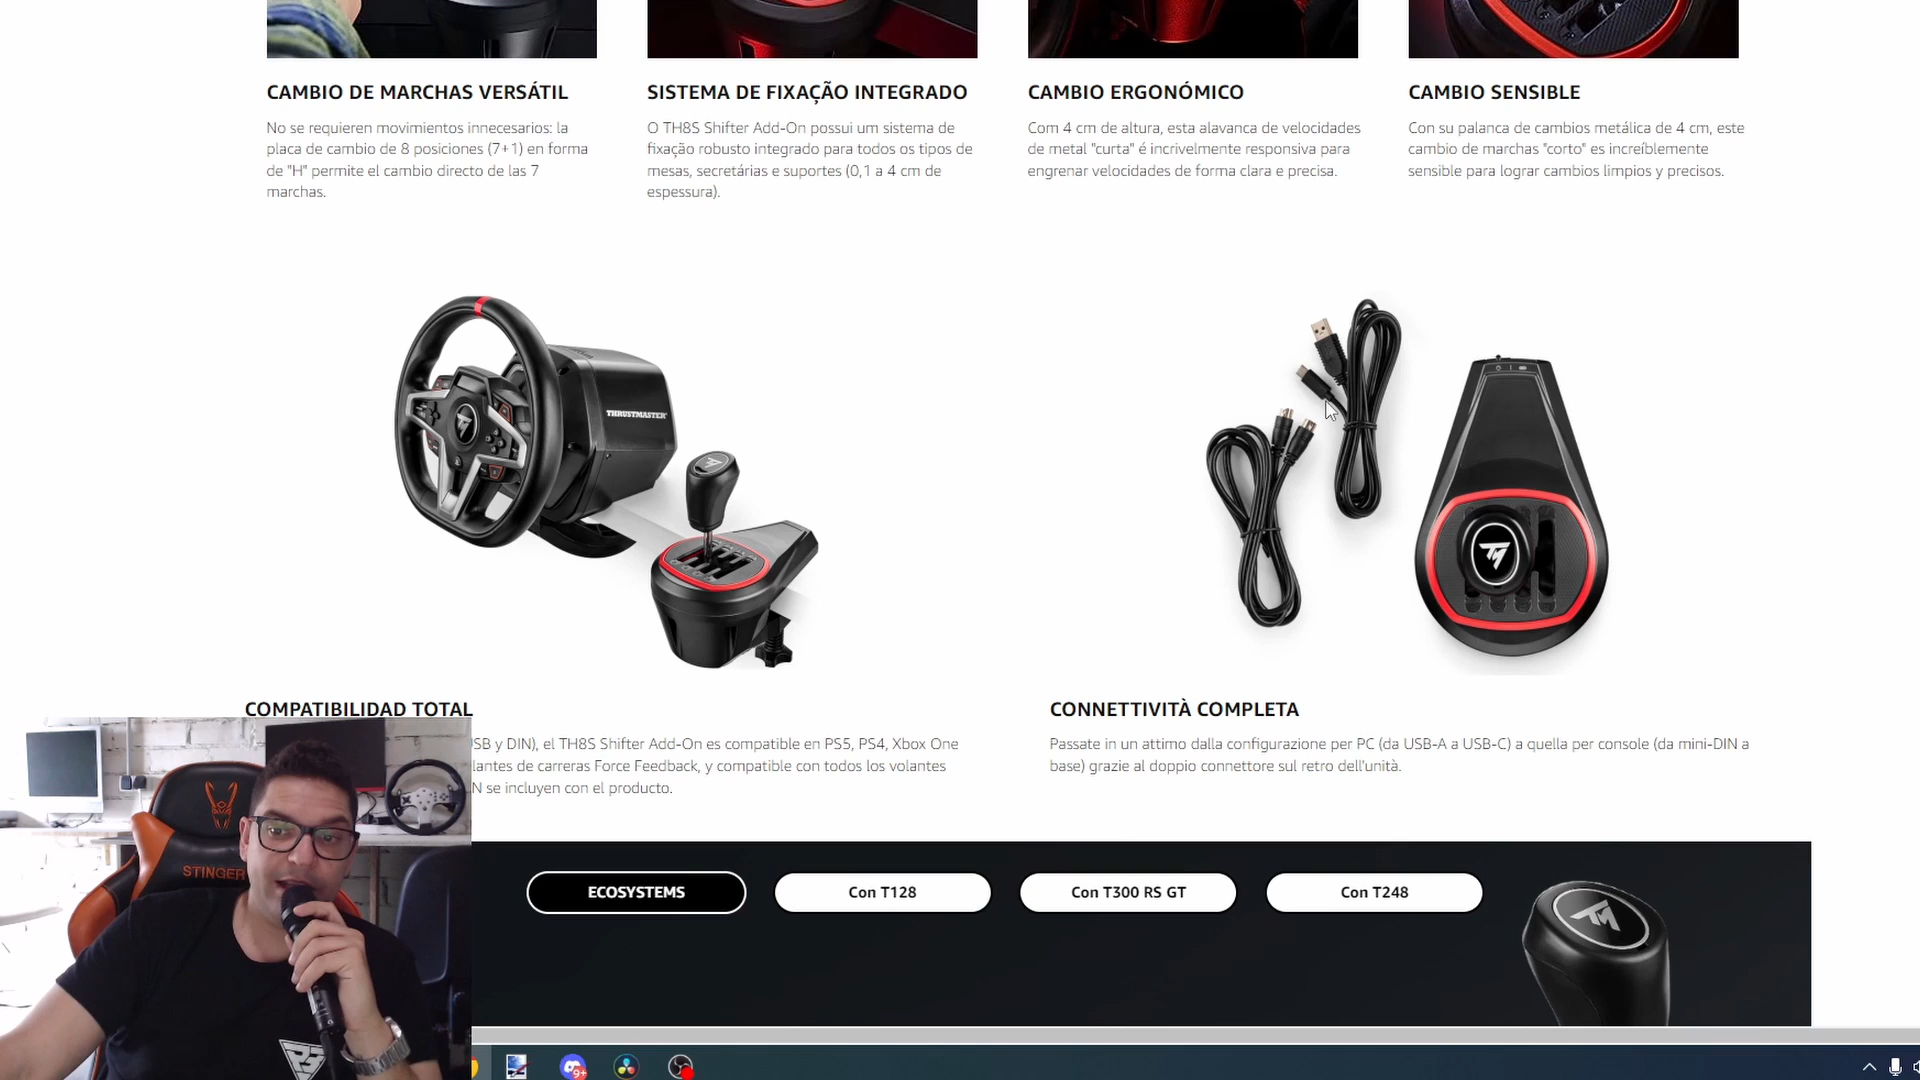 CAMBIO DE MARCHAS VERSÁTIL
No se requieren movimientos innecesarios: la
placa de cambio de 8 posiciones (7+1) en forma
de "H" permite el cambio directo de las 7
marchas.
SISTEMA DE FIXAÇÃO INTEGRADO
O TH8S Shifter Add-On possui um sistema de
fixação robusto integrado para todos os tipos de
mesas, secretárias e suportes (0,1 a 4 cm de
espessura).
CAMBIO ERGONÓMICO
Com 4 cm de altura, esta alavanca de velocidades
de metal "curta" é incrivelmente responsiva para
engrenar velocidades de forma clara e precisa.
CAMBIO SENSIBLE
Con su palanca de cambios metálica de 4 cm, este
cambio de marchas "corto" es increíblemente
sensible para lograr cambios limpios y precisos.
THRUSTMASTER
COMPATIBILIDAD TOTAL
y DIN), el TH8S Shifter Add-On es compatible en PS5, PS4, Xbox One
de carreras Force Feedback, y compatible con todos los volantes
se incluyen con el producto.
CONNETTIVITÀ COMPLETA
Passate in un attimo dalla configurazione per PC (da USB-A a USB-C) a quella per console (da mini-DIN a
base) grazie al doppio connettore sul retro dell'unità.
STINGER
ECOSYSTEMS
Con T128
Con T300 RS GT
Con T248
9+